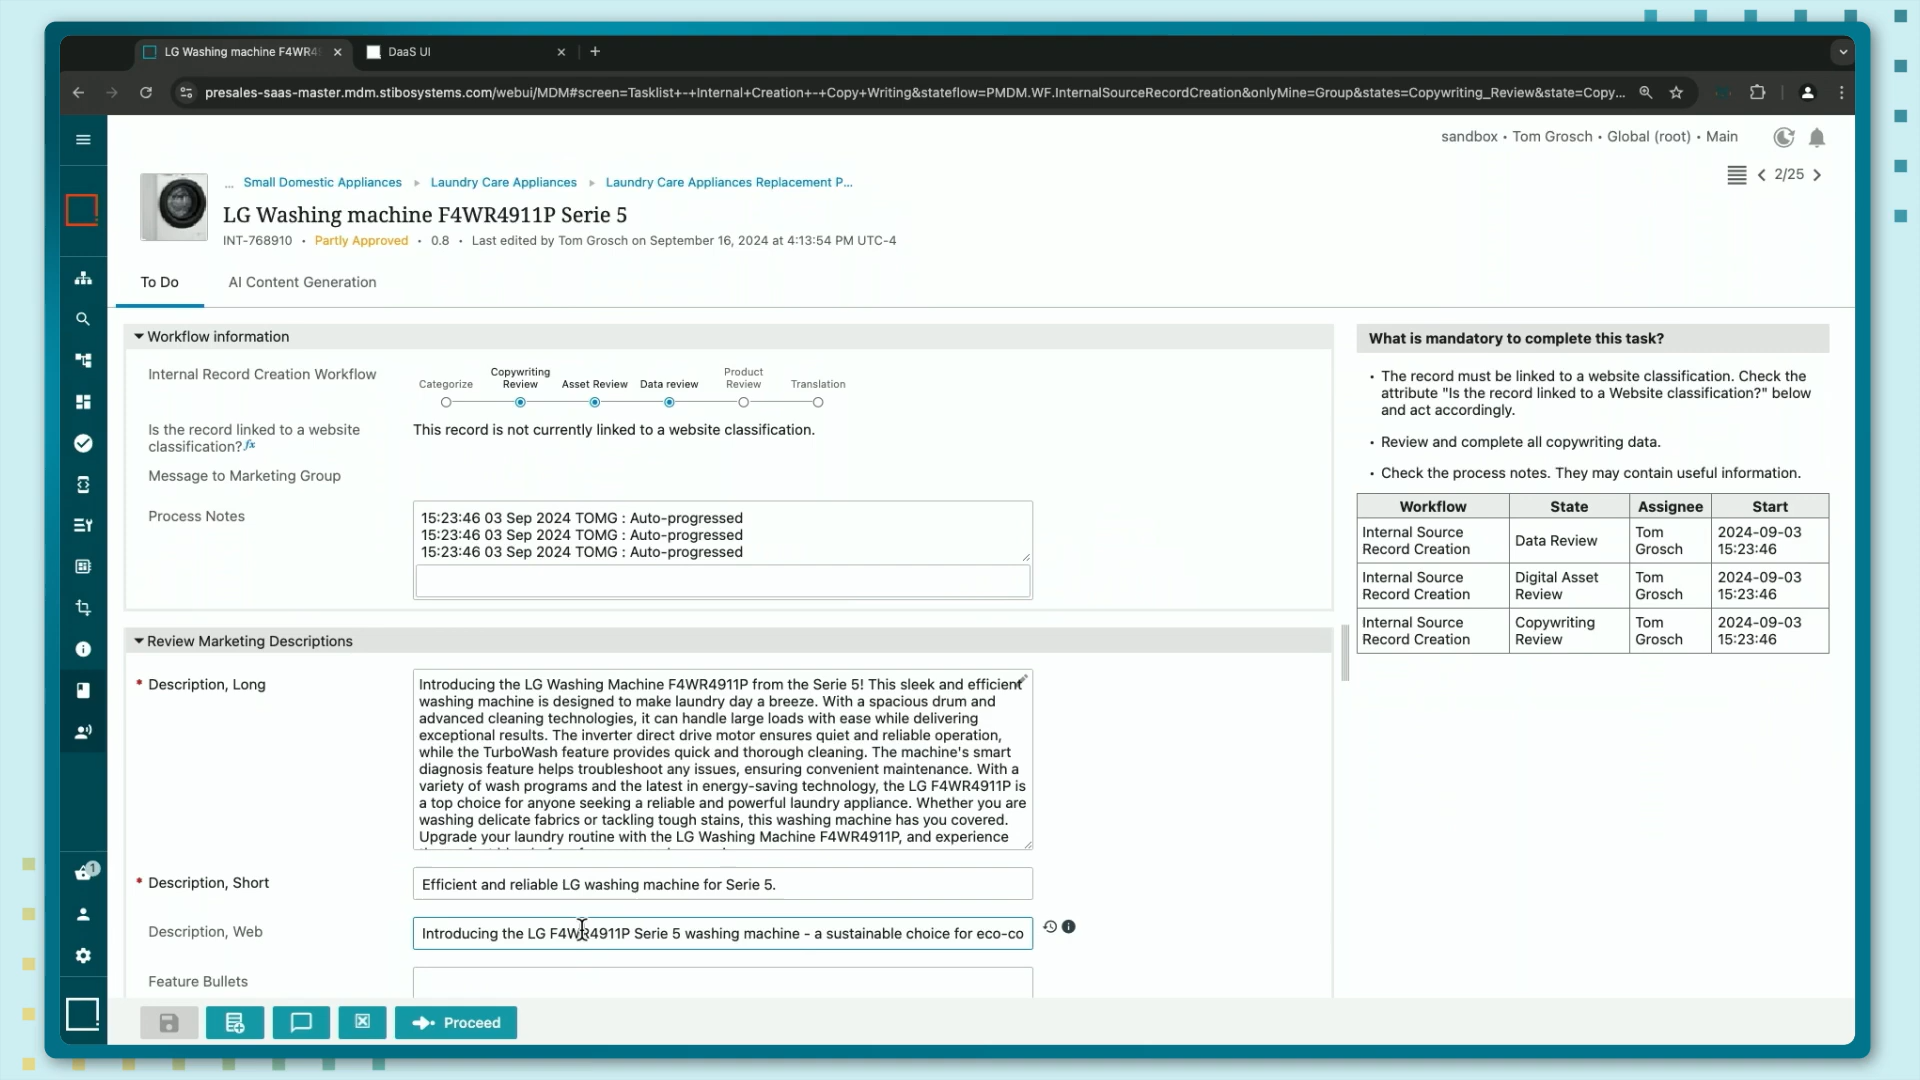 LG Washing machine F4WR4
DaaS UI
presales-saas-master.mdm.stibosystems.com/webui/MDM#screen=Tasklist+-+Internal+Creation+-+Copy+Writing&stateflow=PMDM.WF.InternalSourceRecordCreation&onlyMine=Group&states=Copywriting_Review&state=Copy...
sandbox • Tom Grosch • Global (root) • Main
... Small Domestic Appliances ▸ Laundry Care Appliances ▸ Laundry Care Appliances Replacement P...
2/25
LG Washing machine F4WR4911P Serie 5
INT-768910 • Partly Approved • 0.8 • Last edited by Tom Grosch on September 16, 2024 at 4:13:54 PM UTC-4
To Do
AI Content Generation
Workflow information
Internal Record Creation Workflow
Categorize
Copywriting
Review
Asset Review
Data review
Product
Review
Translation
Is the record linked to a website
classification? fx
This record is not currently linked to a website classification.
Message to Marketing Group
Process Notes
15:23:46 03 Sep 2024 TOMG : Auto-progressed
15:23:46 03 Sep 2024 TOMG : Auto-progressed
15:23:46 03 Sep 2024 TOMG : Auto-progressed
Review Marketing Descriptions
* Description, Long
Introducing the LG Washing Machine F4WR4911P from the Serie 5! This sleek and efficient
washing machine is designed to make laundry day a breeze. With a spacious drum and
advanced cleaning technologies, it can handle large loads with ease while delivering
exceptional results. The inverter direct drive motor ensures quiet and reliable operation,
while the TurboWash feature provides quick and thorough cleaning. The machine's smart
diagnosis feature helps troubleshoot any issues, ensuring convenient maintenance. With a
variety of wash programs and the latest in energy-saving technology, the LG F4WR4911P is
a top choice for anyone seeking a reliable and powerful laundry appliance. Whether you are
washing delicate fabrics or tackling tough stains, this washing machine has you covered.
Upgrade your laundry routine with the LG Washing Machine F4WR4911P, and experience
* Description, Short
Efficient and reliable LG washing machine for Serie 5.
Description, Web
Introducing the LG F4WR4911P Serie 5 washing machine - a sustainable choice for eco-co
Feature Bullets
Proceed
1
What is mandatory to complete this task?
• The record must be linked to a website classification. Check the
attribute "Is the record linked to a Website classification?" below
and act accordingly.
• Review and complete all copywriting data.
• Check the process notes. They may contain useful information.
Workflow State Assignee Start
Internal Source Record Creation Data Review Tom Grosch 2024-09-03 15:23:46
Internal Source Record Creation Digital Asset Review Tom Grosch 2024-09-03 15:23:46
Internal Source Record Creation Copywriting Review Tom Grosch 2024-09-03 15:23:46